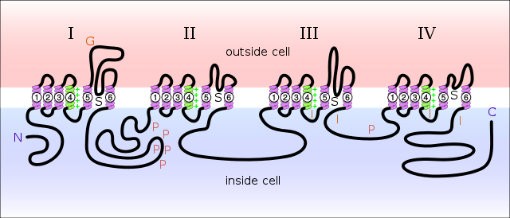 I II III IV
G
outside cell
1 2 3 4 5 S 6 1 2 3 4 5 S 6 1 2 3 4 5 S 6 1 2 3 4 5 S 6
N P I P I C
P
P P
P
inside cell